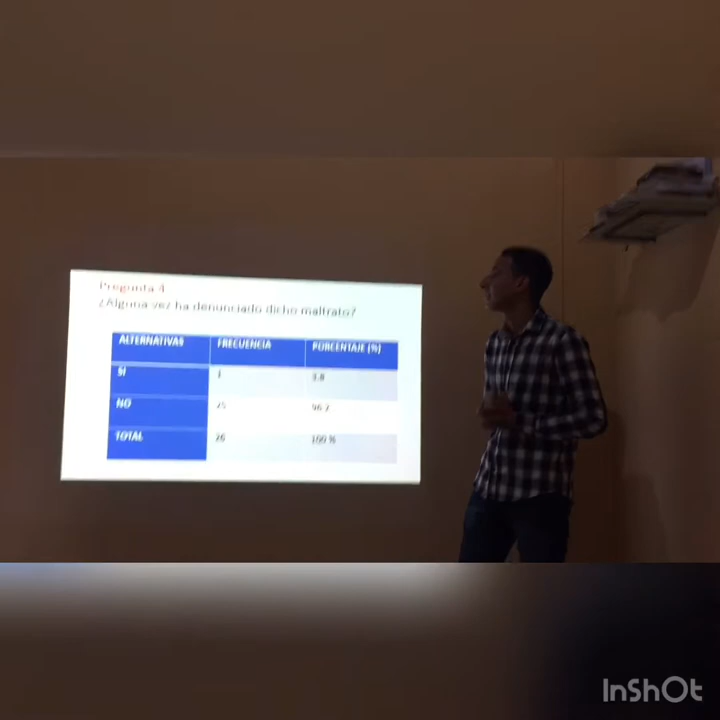 Pregunta 4
¿Alguna vez ha denunciado dicho maltrato?
ALTERNATIVAS FRECUENCIA PORCENTAJE (%)
SI 1 3.8
NO 25 96.2
TOTAL 26 100 %
InShOt